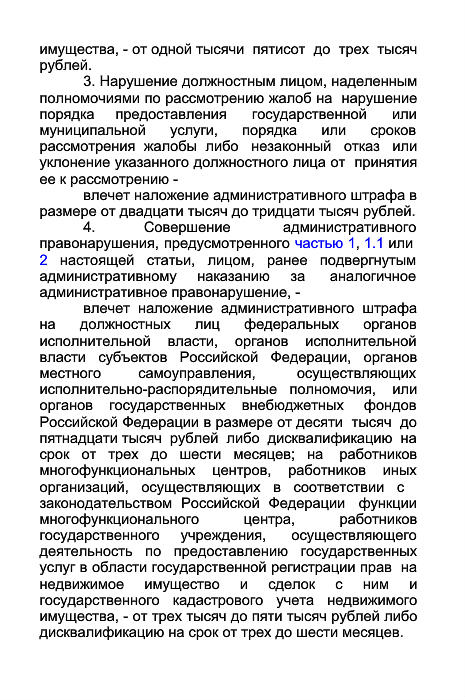 имущества, - от одной тысячи пятисот до трех тысяч
рублей.
3. Нарушение должностным лицом, наделенным
полномочиями по рассмотрению жалоб на нарушение
порядка предоставления государственной или
муниципальной услуги, порядка или сроков
рассмотрения жалобы либо незаконный отказ или
уклонение указанного должностного лица от принятия
ее к рассмотрению -
влечет наложение административного штрафа в
размере от двадцати тысяч до тридцати тысяч рублей.
4. Совершение административного
правонарушения, предусмотренного частью 1, 1.1 или
2 настоящей статьи, лицом, ранее подвергнутым
административному наказанию за аналогичное
административное правонарушение, -
влечет наложение административного штрафа
на должностных лиц федеральных органов
исполнительной власти, органов исполнительной
власти субъектов Российской Федерации, органов
местного самоуправления, осуществляющих
исполнительно-распорядительные полномочия, или
органов государственных внебюджетных фондов
Российской Федерации в размере от десяти тысяч до
пятнадцати тысяч рублей либо дисквалификацию на
срок от трех до шести месяцев; на работников
многофункциональных центров, работников иных
организаций, осуществляющих в соответствии с
законодательством Российской Федерации функции
многофункционального центра, работников
государственного учреждения, осуществляющего
деятельность по предоставлению государственных
услуг в области государственной регистрации прав на
недвижимое имущество и сделок с ним и
государственного кадастрового учета недвижимого
имущества, - от трех тысяч до пяти тысяч рублей либо
дисквалификацию на срок от трех до шести месяцев.